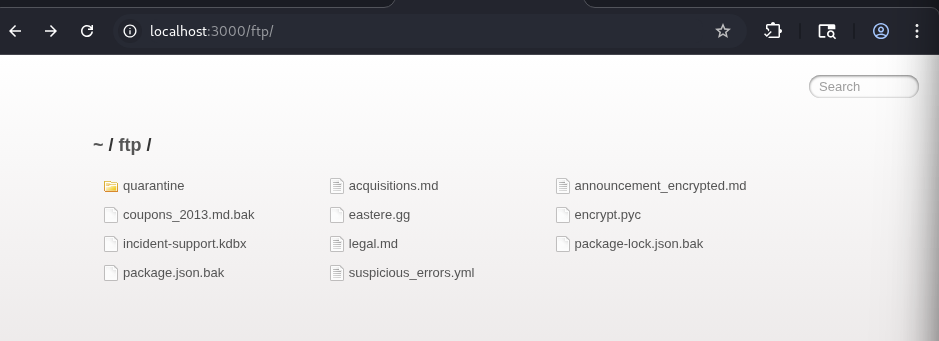 localhost:3000/ftp/
Search
~ / ftp /
quarantine acquisitions.md announcement_encrypted.md
coupons_2013.md.bak eastere.gg encrypt.pyc
incident-support.kdbx legal.md package-lock.json.bak
package.json.bak suspicious_errors.yml